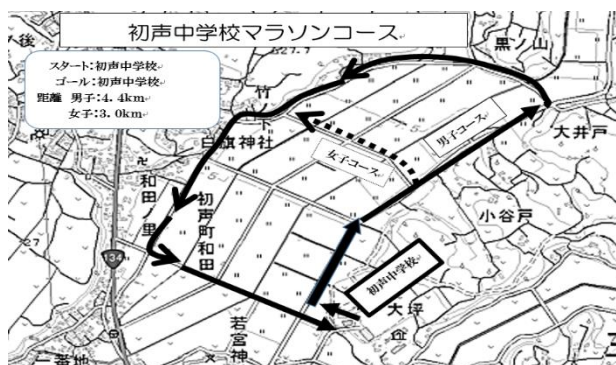 初声中学校マラソンコース
スタート:初声中学校
ゴール:初声中学校
距離 男子:4.4km
女子:3.0km
黒ノ山
竹ノ下
白旗神社
女子コース
男子コース
大井戸
小谷戸
和田ノ里
初声町和田
初声中学校
大坪
若宮神
27